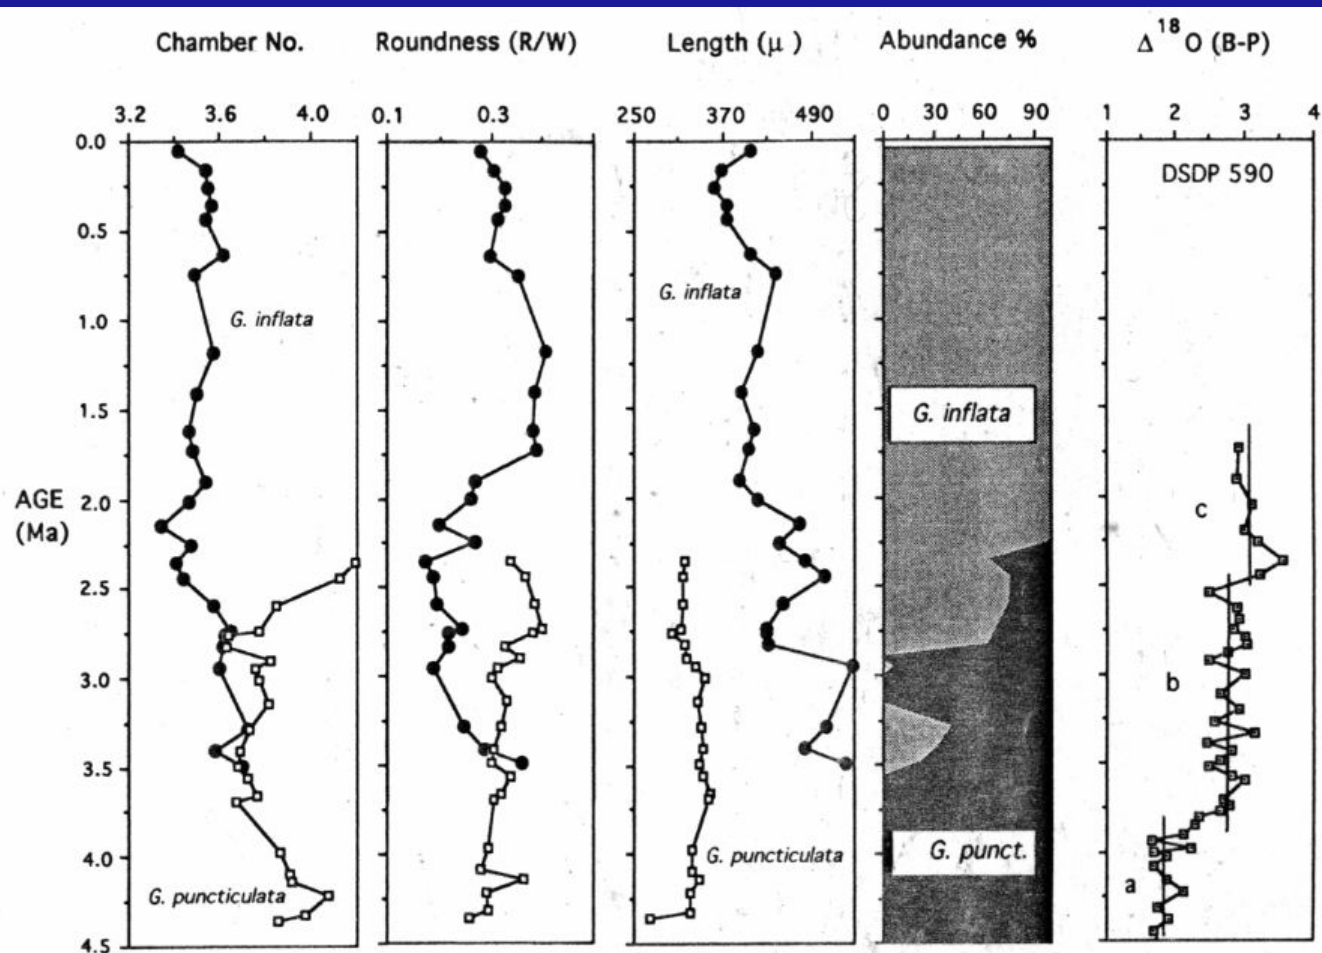 Chamber No.
Roundness (R/W)
Length (μ )
Abundance %
Δ ¹⁸ O (B-P)
3.2 3.6 4.0
0.1 0.3
250 370 490
0 30 60 90
1 2 3 4
0.0
0.5
1.0
1.5
2.0
2.5
3.0
3.5
4.0
4.5
AGE
(Ma)
G. inflata
G. puncticulata
G. inflata
G. puncticulata
G. inflata
G. punct.
DSDP 590
c
b
a